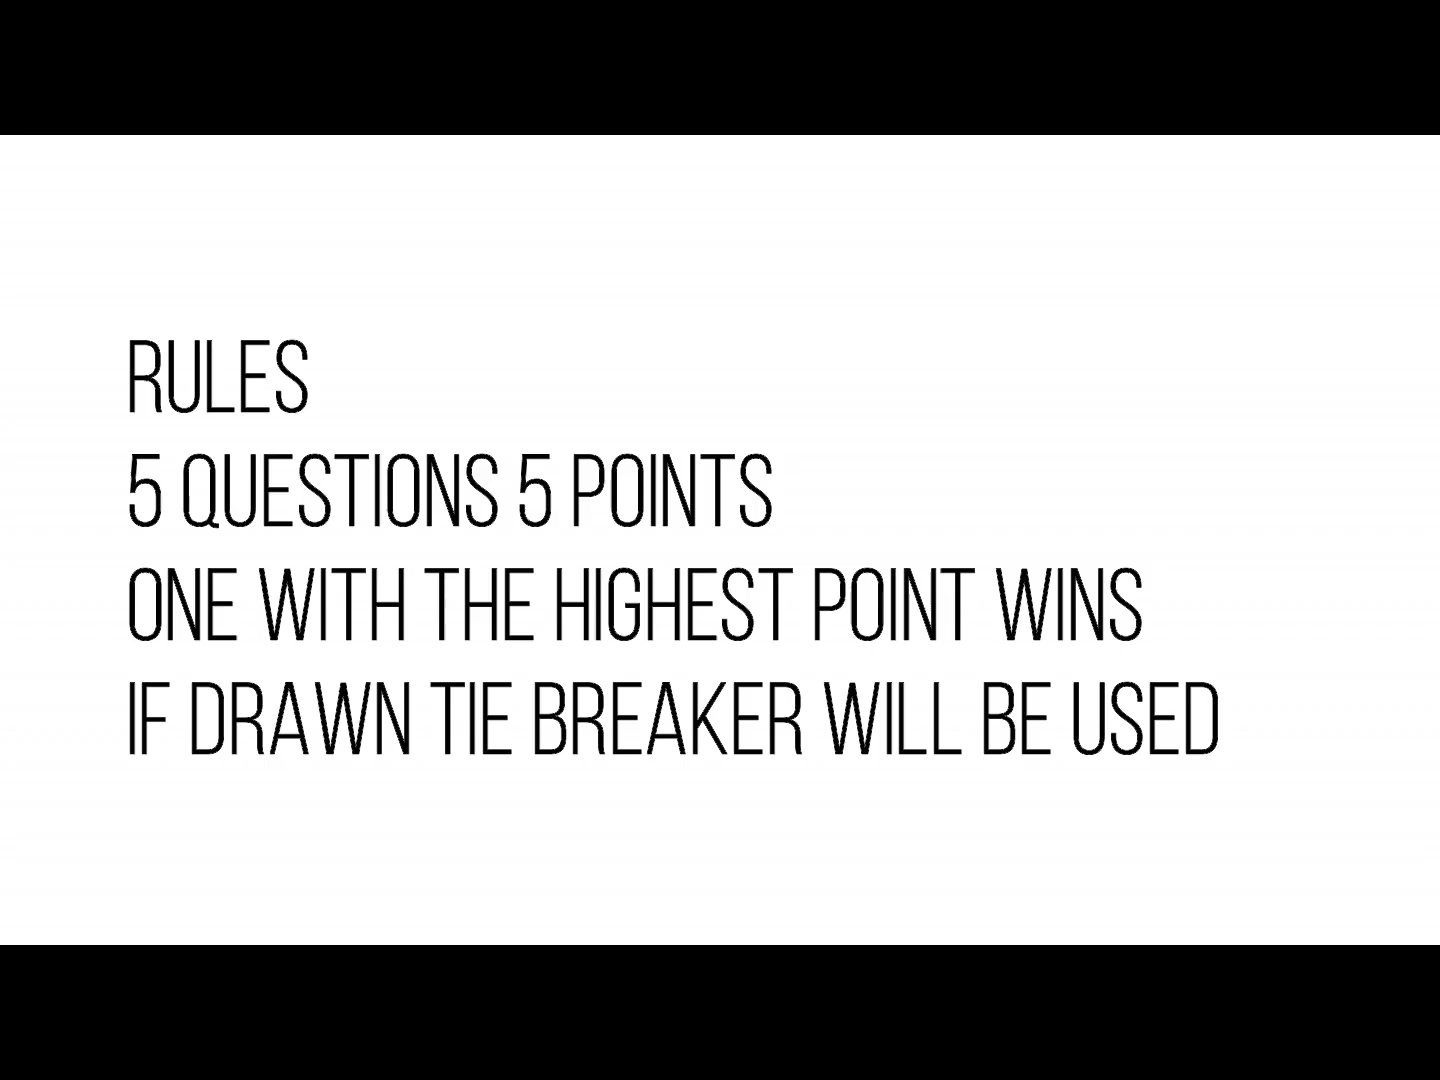 RULES
5 QUESTIONS 5 POINTS
ONE WITH THE HIGHEST POINT WINS
IF DRAWN TIE BREAKER WILL BE USED